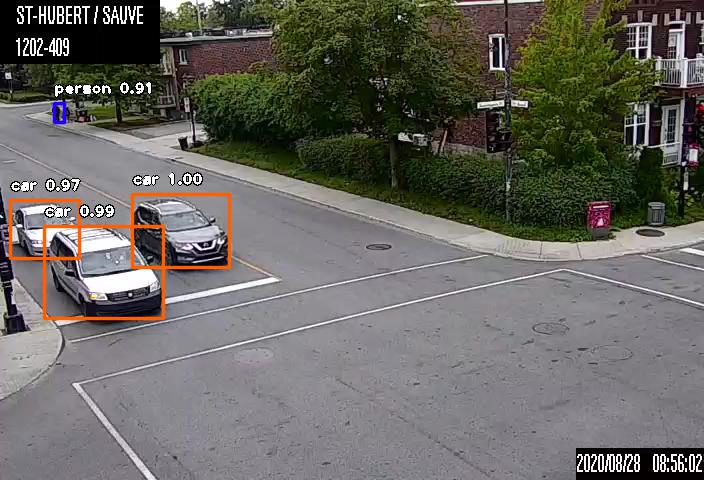 ST-HUBERT / SAUVE
1202-409
person 0.91
car 0.97
car 1.00
car 0.99
2020/08/28 08:56:02